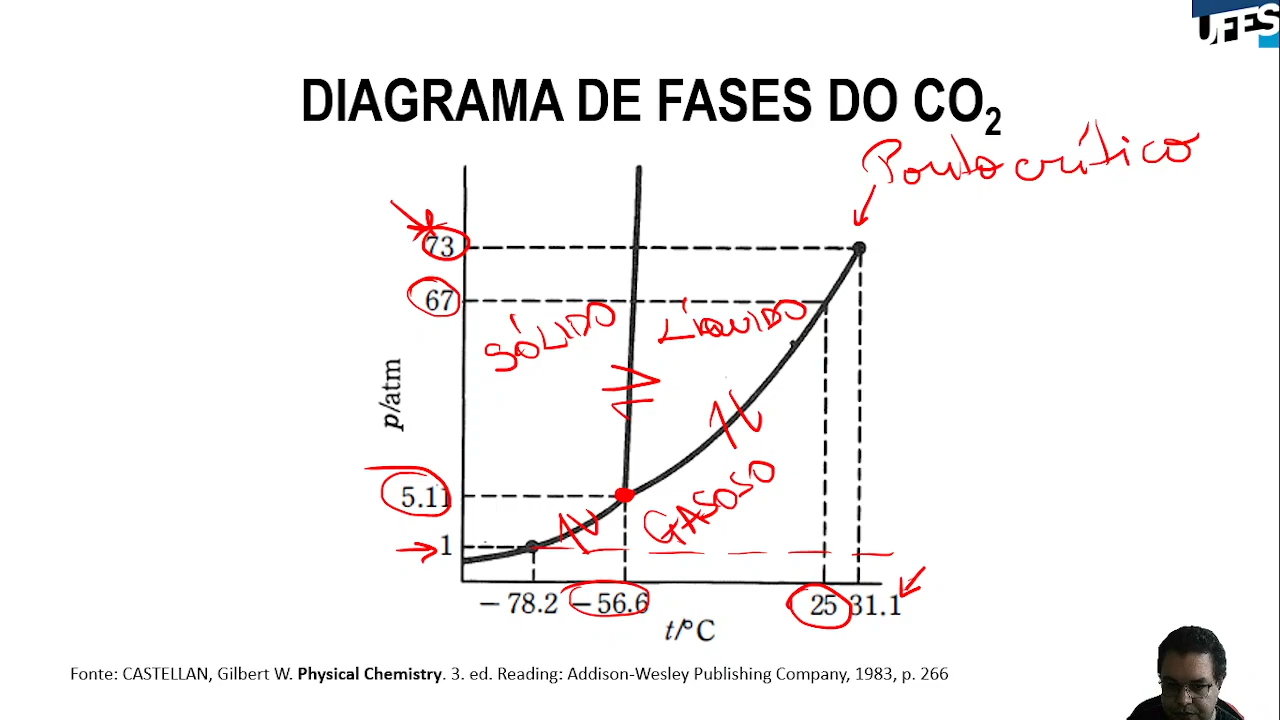 UFES
DIAGRAMA DE FASES DO CO₂
Ponto crítico
73
67
SÓLIDO
LÍQUIDO
p/atm
5.11
GASOSO
1
−78.2
−56.6
25
31.1
t/°C
Fonte: CASTELLAN, Gilbert W. Physical Chemistry. 3. ed. Reading: Addison-Wesley Publishing Company, 1983, p. 266